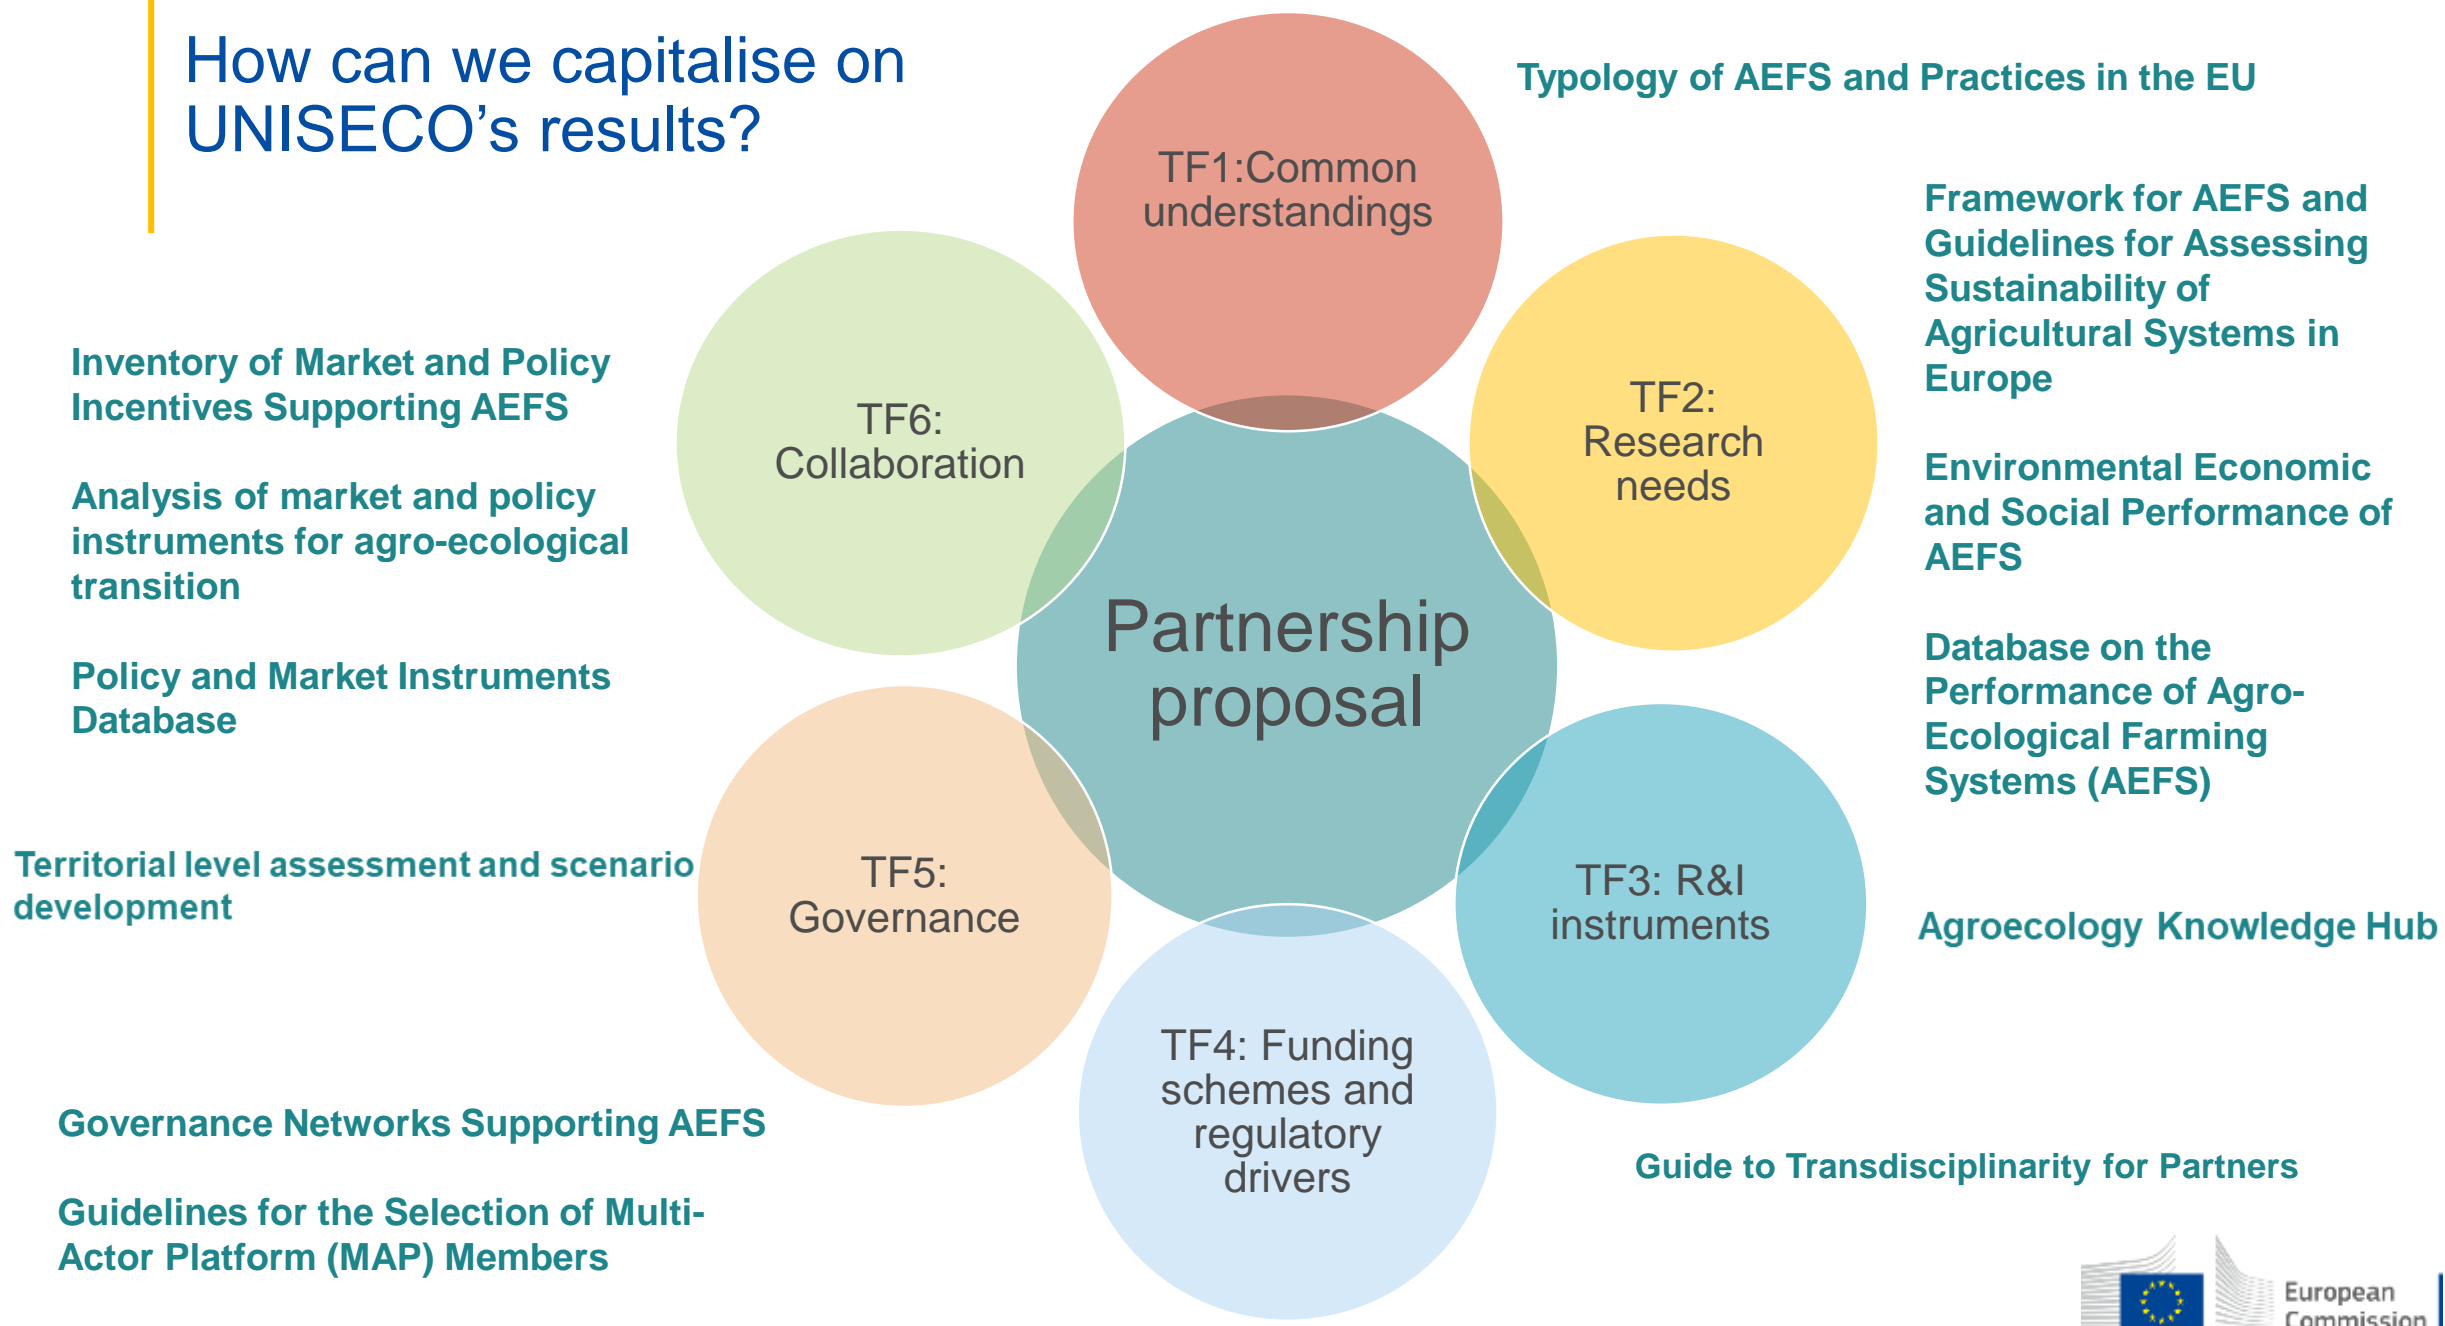 How can we capitalise on
UNISECO's results?
Typology of AEFS and Practices in the EU
TF1:Common
understandings
Framework for AEFS and
Guidelines for Assessing
Sustainability of
Agricultural Systems in
Europe
Environmental Economic
and Social Performance of
AEFS
Database on the
Performance of Agro-
Ecological Farming
Systems (AEFS)
TF2:
Research
needs
TF6:
Collaboration
Inventory of Market and Policy
Incentives Supporting AEFS
Analysis of market and policy
instruments for agro-ecological
transition
Policy and Market Instruments
Database
Partnership
proposal
Territorial level assessment and scenario
development
TF5:
Governance
TF3: R&I
instruments
Agroecology Knowledge Hub
TF4: Funding
schemes and
regulatory
drivers
Governance Networks Supporting AEFS
Guidelines for the Selection of Multi-
Actor Platform (MAP) Members
Guide to Transdisciplinarity for Partners
European
Commission